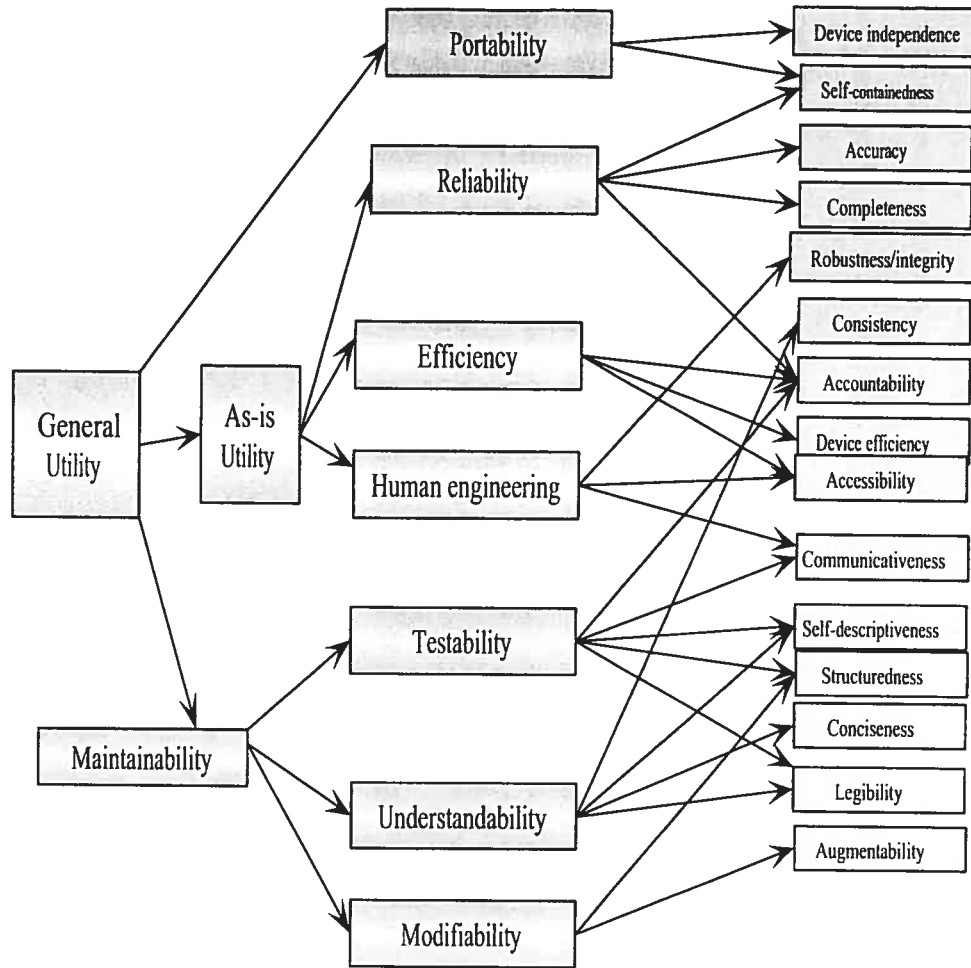 General
Utility
As-is
Utility
Portability
Reliability
Efficiency
Human engineering
Maintainability
Testability
Understandability
Modifiability
Device independence
Self-containedness
Accuracy
Completeness
Robustness/integrity
Consistency
Accountability
Device efficiency
Accessibility
Communicativeness
Self-descriptiveness
Structuredness
Conciseness
Legibility
Augmentability